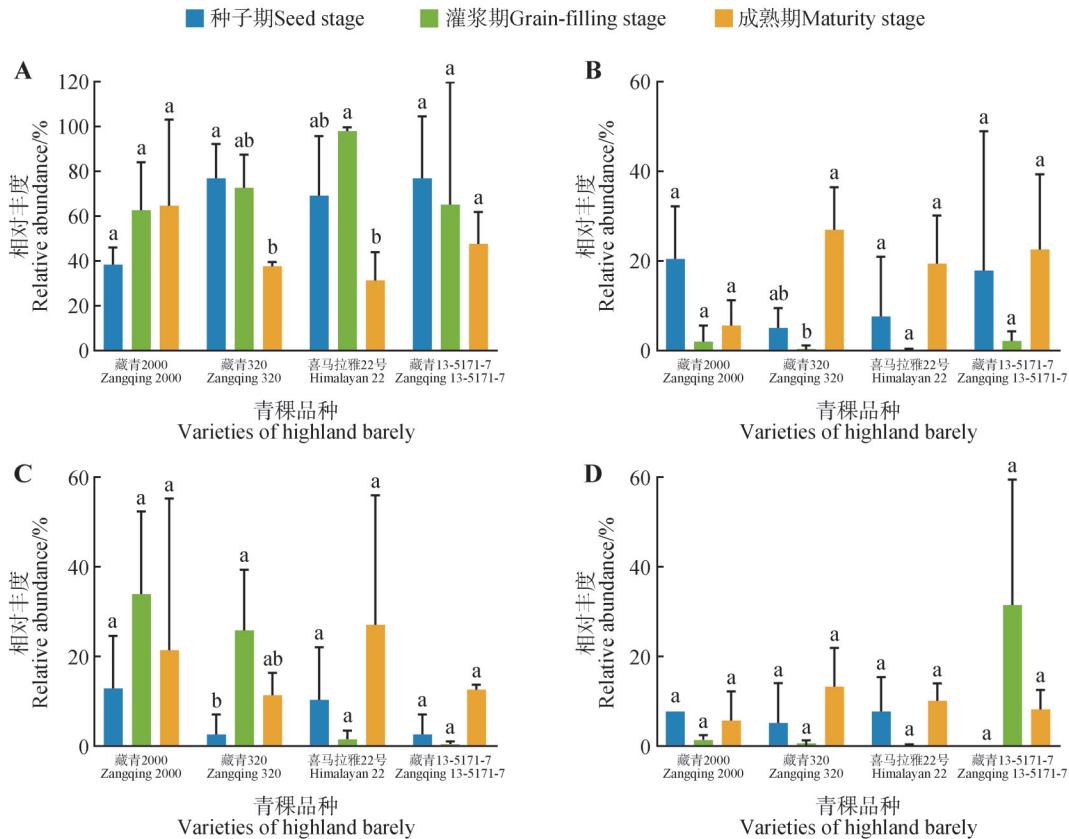 种子期Seed stage 灌浆期Grain-filling stage 成熟期Maturity stage
A
相对丰度
Relative abundance/%
120
100
80
60
40
20
0
a a a
a ab b
ab a b
a a a
藏青2000 藏青320 喜马拉雅22号 藏青13-5171-7
Zangqing 2000 Zangqing 320 Himalayan 22 Zangqing 13-5171-7
青稞品种
Varieties of highland barely
B
相对丰度
Relative abundance/%
60
40
20
0
a a a
ab b a
a a a
a a a
藏青2000 藏青320 喜马拉雅22号 藏青13-5171-7
Zangqing 2000 Zangqing 320 Himalayan 22 Zangqing 13-5171-7
青稞品种
Varieties of highland barely
C
相对丰度
Relative abundance/%
60
40
20
0
a a a
b a ab
a a a
a a a
藏青2000 藏青320 喜马拉雅22号 藏青13-5171-7
Zangqing 2000 Zangqing 320 Himalayan 22 Zangqing 13-5171-7
青稞品种
Varieties of highland barely
D
相对丰度
Relative abundance/%
60
40
20
0
a a a
a a a
a a a
a a a
藏青2000 藏青320 喜马拉雅22号 藏青13-5171-7
Zangqing 2000 Zangqing 320 Himalayan 22 Zangqing 13-5171-7
青稞品种
Varieties of highland barely